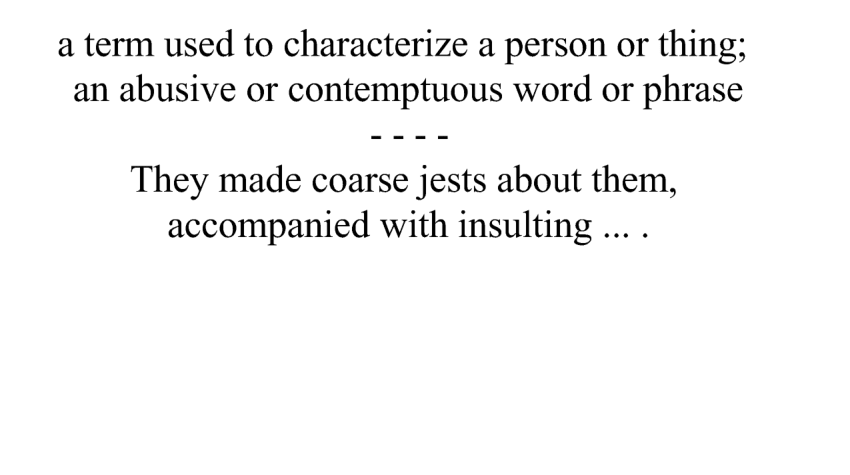 a term used to characterize a person or thing;
an abusive or contemptuous word or phrase
- - - -
They made coarse jests about them,
accompanied with insulting ... .